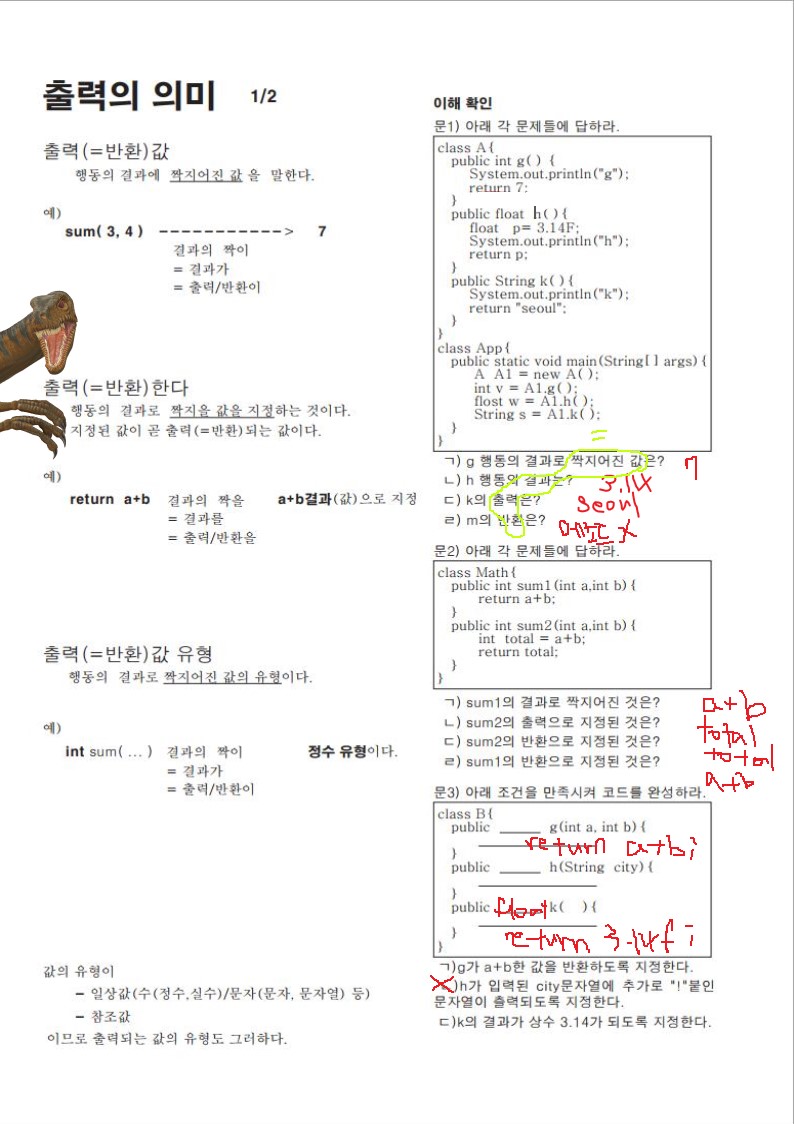 출력의 의미 1/2
출력(=반환)값
행동의 결과에 짝지어진 값 을 말한다.
예)
sum( 3, 4 ) -----------> 7
결과의 짝이
= 결과가
= 출력/반환이
출력(=반환)한다
행동의 결과로 짝지을 값을 지정하는 것이다.
지정된 값이 곧 출력(=반환)되는 값이다.
예)
return a+b 결과의 짝을 a+b결과(값)으로 지정
= 결과를
= 출력/반환을
출력(=반환)값 유형
행동의 결과로 짝지어진 값의 유형이다.
예)
int sum( ... ) 결과의 짝이 정수 유형이다.
= 결과가
= 출력/반환이
값의 유형이
- 일상값(수(정수,실수)/문자(문자, 문자열) 등)
- 참조값
이므로 출력되는 값의 유형도 그러하다.
이해 확인
문1) 아래 각 문제들에 답하라.
class A{
public int g( ) {
System.out.println("g");
return 7;
}
public float h( ){
float p= 3.14F;
System.out.println("h");
return p;
}
public String k( ){
System.out.println("k");
return "seoul";
}
}
class App{
public static void main(String[ ] args){
A A1 = new A( );
int v = A1.g( );
flost w = A1.h( );
String s = A1.k( );
}
}
=
ㄱ) g 행동의 결과로 짝지어진 값은? 7
ㄴ) h 행동의 결과는? 3.14
ㄷ) k의 출력은? seoul
ㄹ) m의 반환은? 메소드 X
문2) 아래 각 문제들에 답하라.
class Math{
public int sum1(int a,int b){
return a+b;
}
public int sum2(int a,int b){
int total = a+b;
return total;
}
}
ㄱ) sum1의 결과로 짝지어진 것은? a+b
ㄴ) sum2의 출력으로 지정된 것은? total
ㄷ) sum2의 반환으로 지정된 것은? total
ㄹ) sum1의 반환으로 지정된 것은? a+b
문3) 아래 조건을 만족시켜 코드를 완성하라.
class B{
public _____ g(int a, int b){
return a+b;
}
public _____ h(String city){
}
public float k( ){
return 3.14f;
}
}
ㄱ)g가 a+b한 값을 반환하도록 지정한다.
X)h가 입력된 city문자열에 추가로 "!"붙인
문자열이 출력되도록 지정한다.
ㄷ)k의 결과가 상수 3.14가 되도록 지정한다.